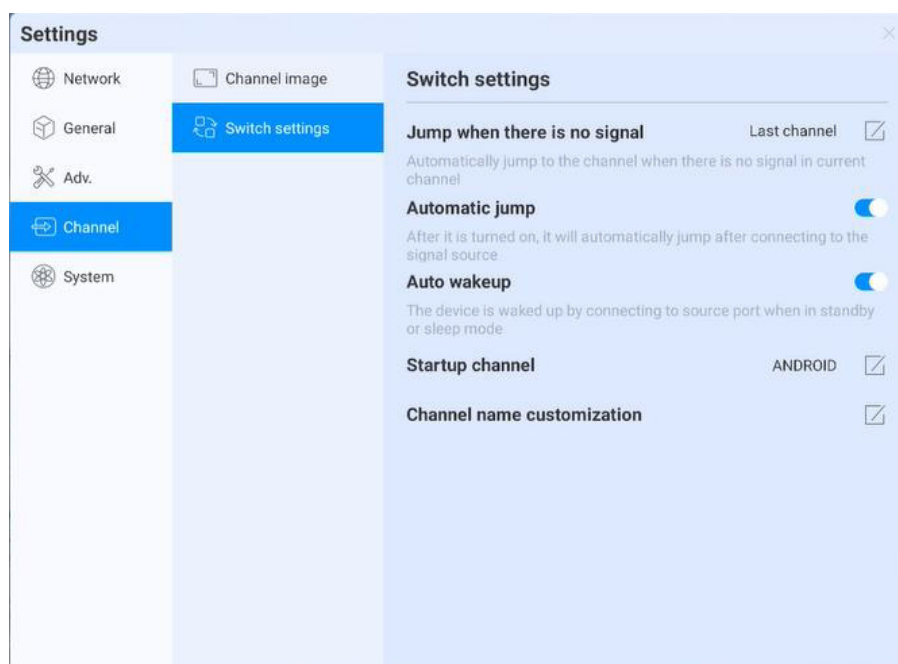 Settings
Network
General
Adv.
Channel
System
Channel image
Switch settings
Switch settings
Jump when there is no signal
Last channel
Automatically jump to the channel when there is no signal in current
channel
Automatic jump
After it is turned on, it will automatically jump after connecting to the
signal source
Auto wakeup
The device is waked up by connecting to source port when in standby
or sleep mode
Startup channel
ANDROID
Channel name customization